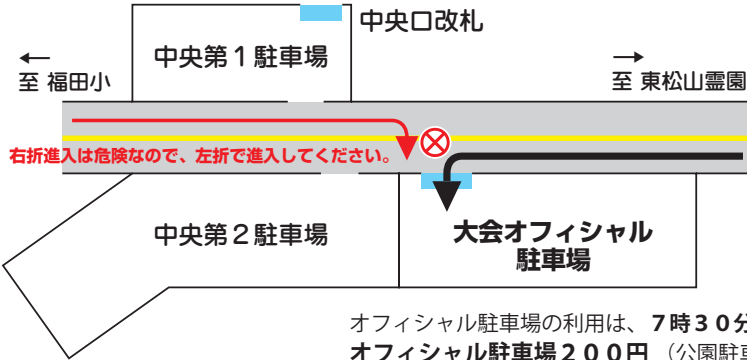 中央口改札
中央第1駐車場
←
至 福田小
→
至 東松山霊園
右折進入は危険なので、左折で進入してください。
中央第2駐車場
大会オフィシャル
駐車場
オフィシャル駐車場の利用は、7時30分
オフィシャル駐車場200円 （公園駐車